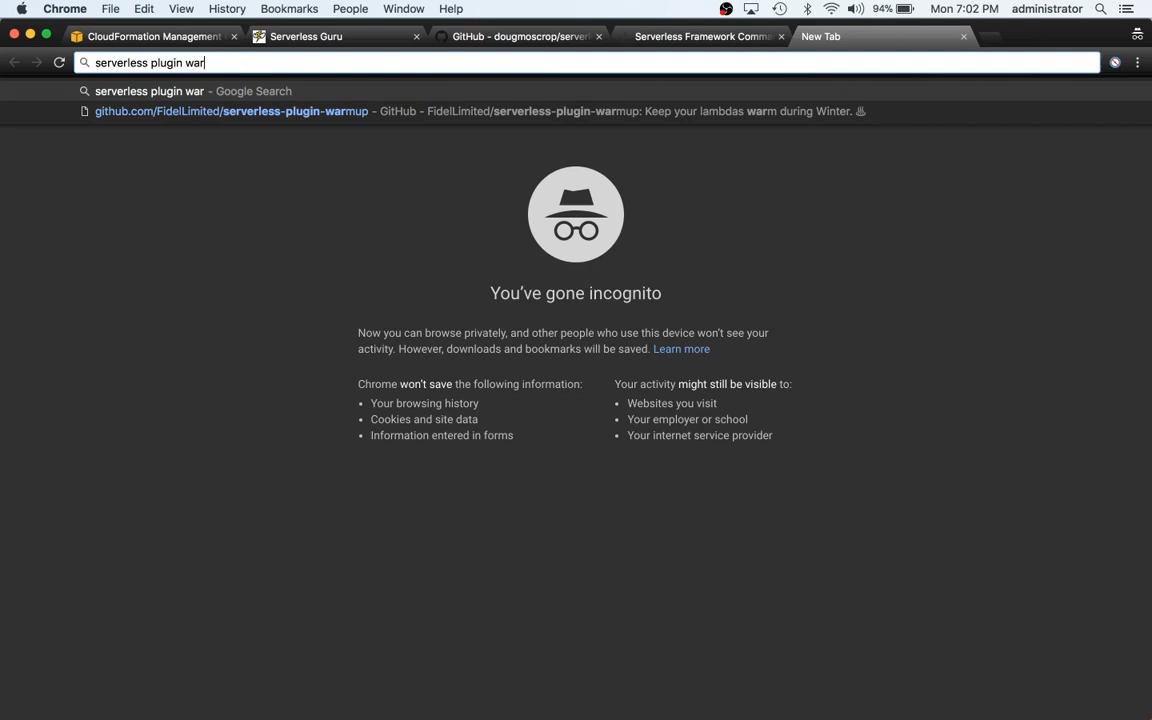 Chrome File Edit View History Bookmarks People Window Help 94% Mon 7:02 PM administrator
CloudFormation Management Serverless Guru GitHub - dougmoscrop/server Serverless Framework Comma New Tab
serverless plugin war
serverless plugin war - Google Search
github.com/FidelLimited/serverless-plugin-warmup - GitHub - FidelLimited/serverless-plugin-warmup: Keep your lambdas warm during Winter. ♨
You've gone incognito
Now you can browse privately, and other people who use this device won't see your
activity. However, downloads and bookmarks will be saved. Learn more
Chrome won't save the following information:
• Your browsing history
• Cookies and site data
• Information entered in forms
Your activity might still be visible to:
• Websites you visit
• Your employer or school
• Your internet service provider